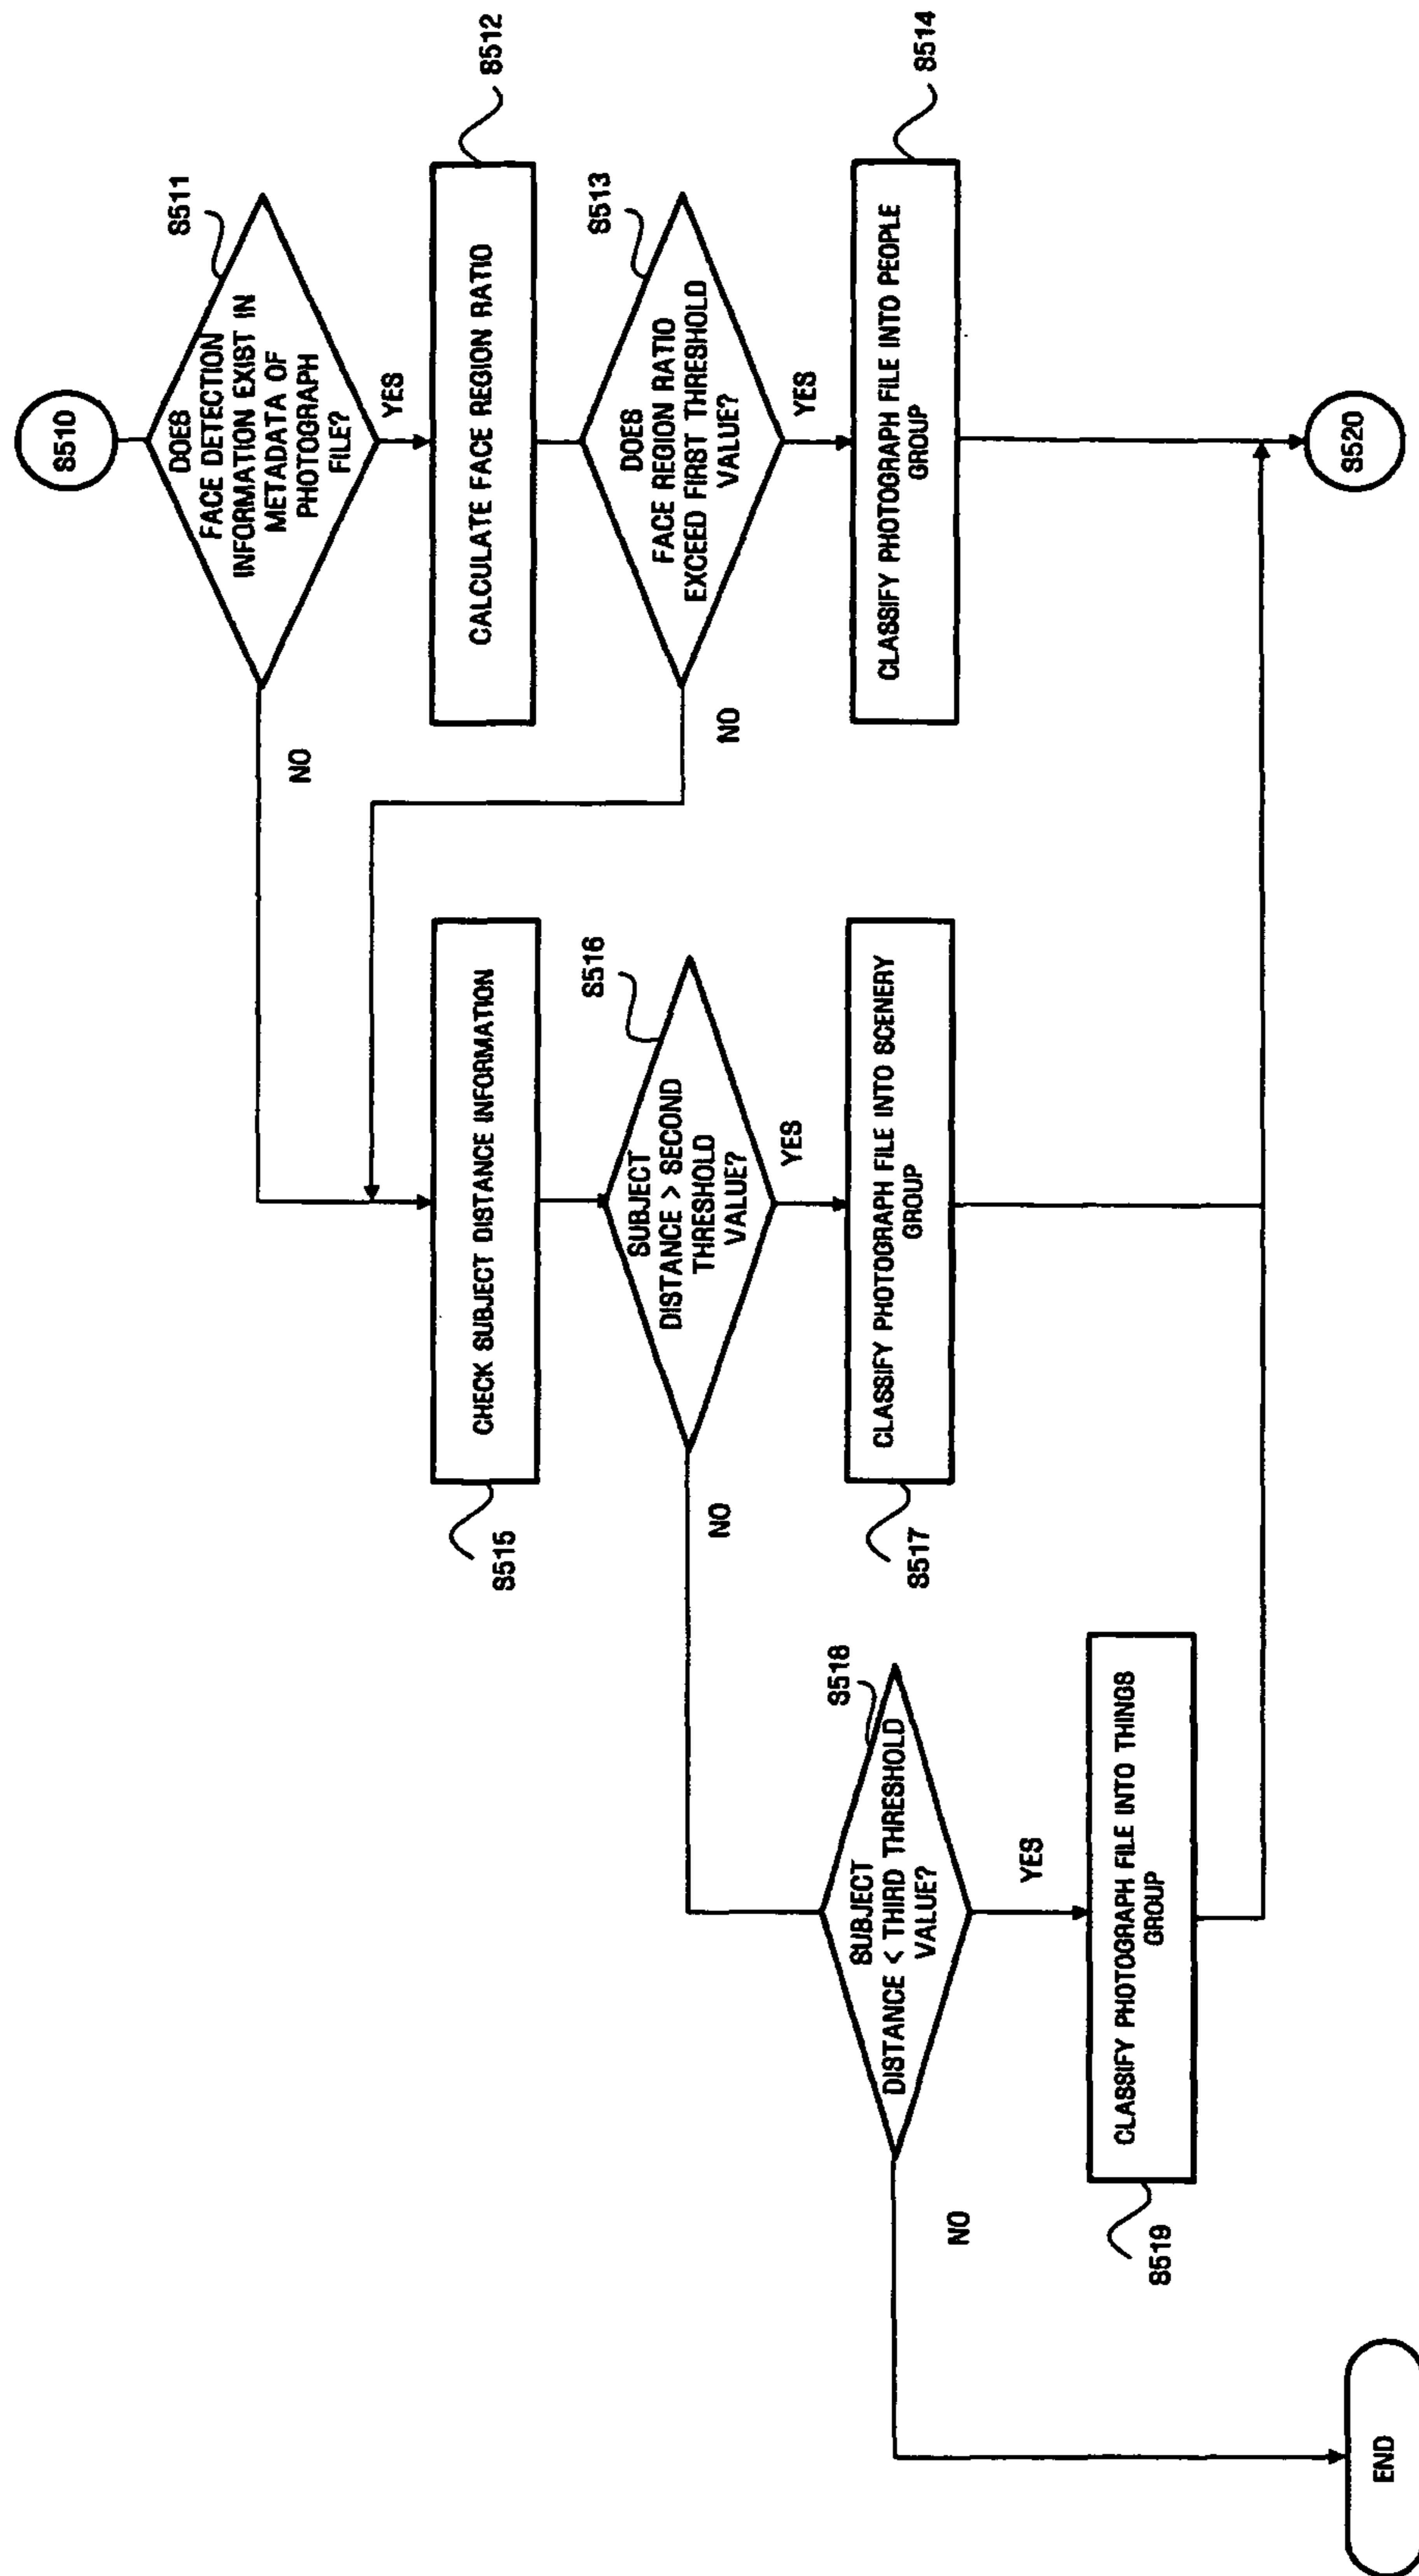 S510
S511
DOES
FACE DETECTION
INFORMATION EXIST IN
METADATA OF
PHOTOGRAPH
FILE?
YES
NO
S512
CALCULATE FACE REGION RATIO
S513
DOES
FACE REGION RATIO
EXCEED FIRST THRESHOLD
VALUE?
YES
NO
S514
CLASSIFY PHOTOGRAPH FILE INTO PEOPLE
GROUP
S515
CHECK SUBJECT DISTANCE INFORMATION
S516
SUBJECT
DISTANCE > SECOND
THRESHOLD
VALUE?
YES
NO
S517
CLASSIFY PHOTOGRAPH FILE INTO SCENERY
GROUP
S518
SUBJECT
DISTANCE < THIRD THRESHOLD
VALUE?
YES
NO
S519
CLASSIFY PHOTOGRAPH FILE INTO THINGS
GROUP
S520
END